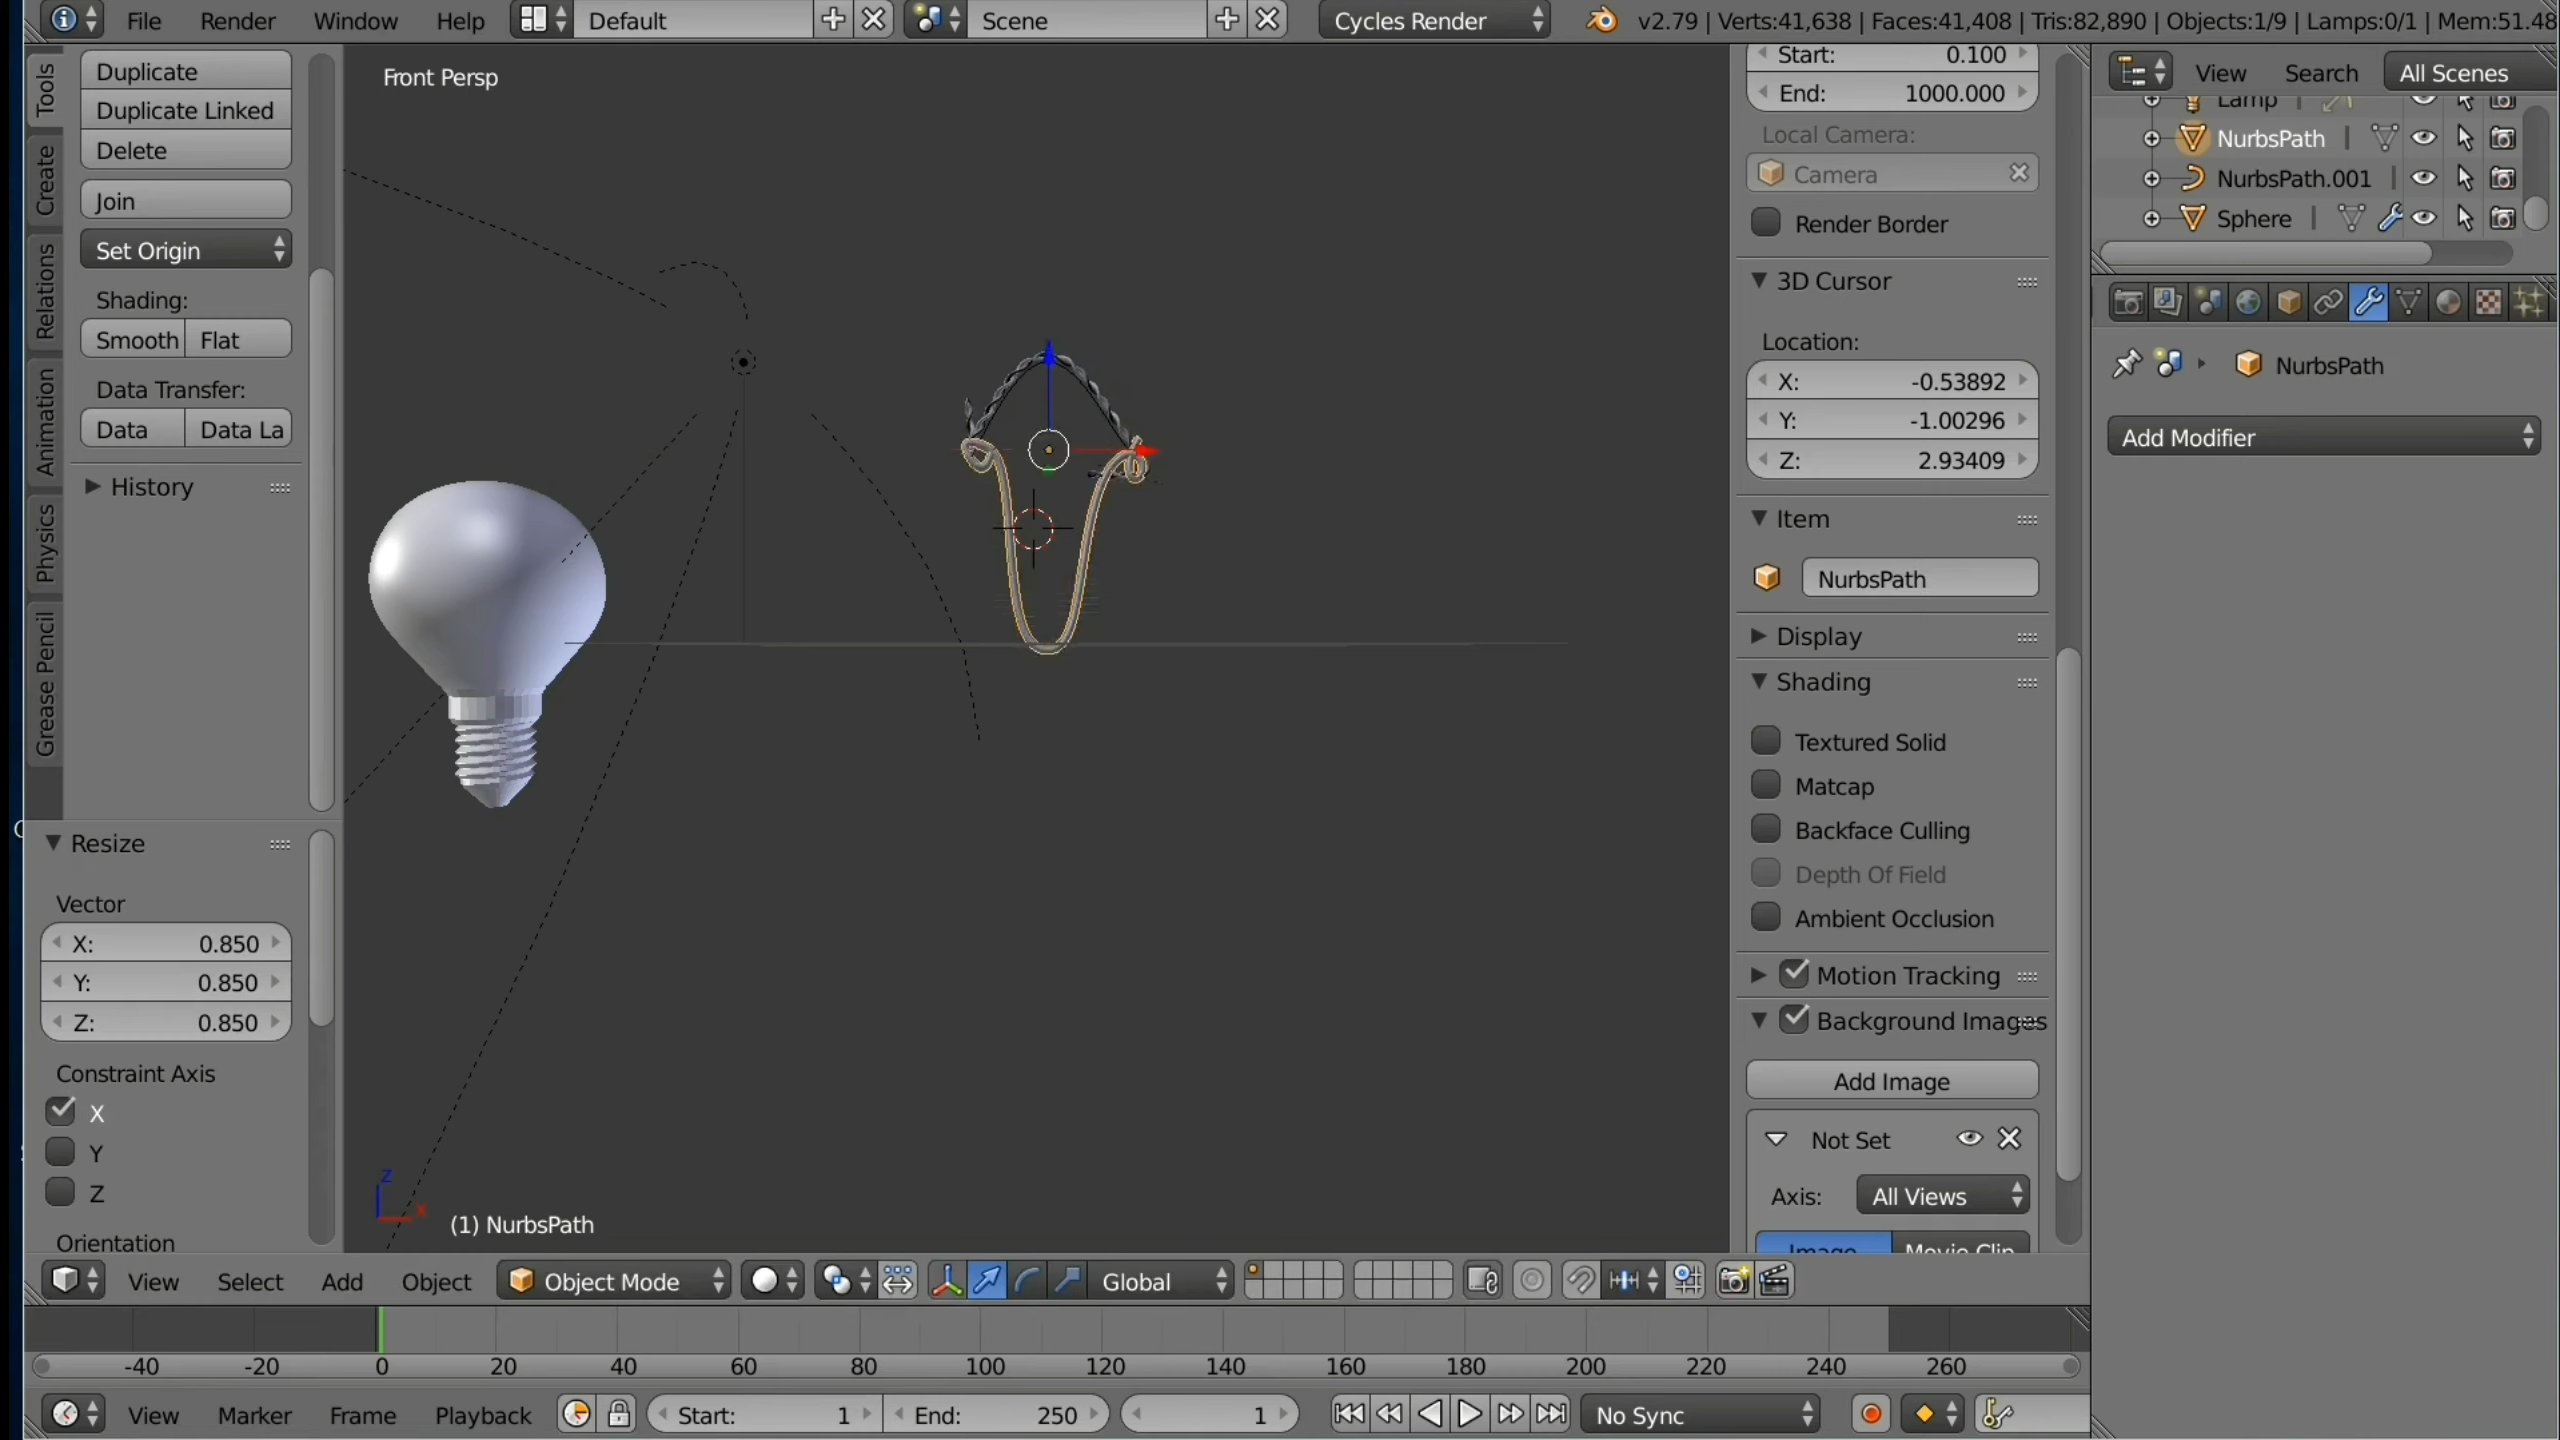 File Render Window Help Default Scene Cycles Render v2.79 | Verts:41,638 | Faces:41,408 | Tris:82,890 | Objects:1/9 | Lamps:0/1 | Mem:51.48
Tools
Create
Relations
Animation
Physics
Grease Pencil
Duplicate
Duplicate Linked
Delete
Join
Set Origin
Shading:
Smooth Flat
Data Transfer:
Data Data La
History
Resize
Vector
X: 0.850
Y: 0.850
Z: 0.850
Constraint Axis
X
Y
Z
Orientation
Front Persp
z
x
(1) NurbsPath
Start: 0.100
End: 1000.000
Local Camera:
Camera
Render Border
3D Cursor
Location:
X: -0.53892
Y: -1.00296
Z: 2.93409
Item
NurbsPath
Display
Shading
Textured Solid
Matcap
Backface Culling
Depth Of Field
Ambient Occlusion
Motion Tracking
Background Images
Add Image
Not Set
Axis: All Views
Image Movie Clip
View Search All Scenes
Lamp
NurbsPath
NurbsPath.001
Sphere
NurbsPath
Add Modifier
View Select Add Object Object Mode Global
-40 -20 0 20 40 60 80 100 120 140 160 180 200 220 240 260
View Marker Frame Playback Start: 1 End: 250 1 No Sync